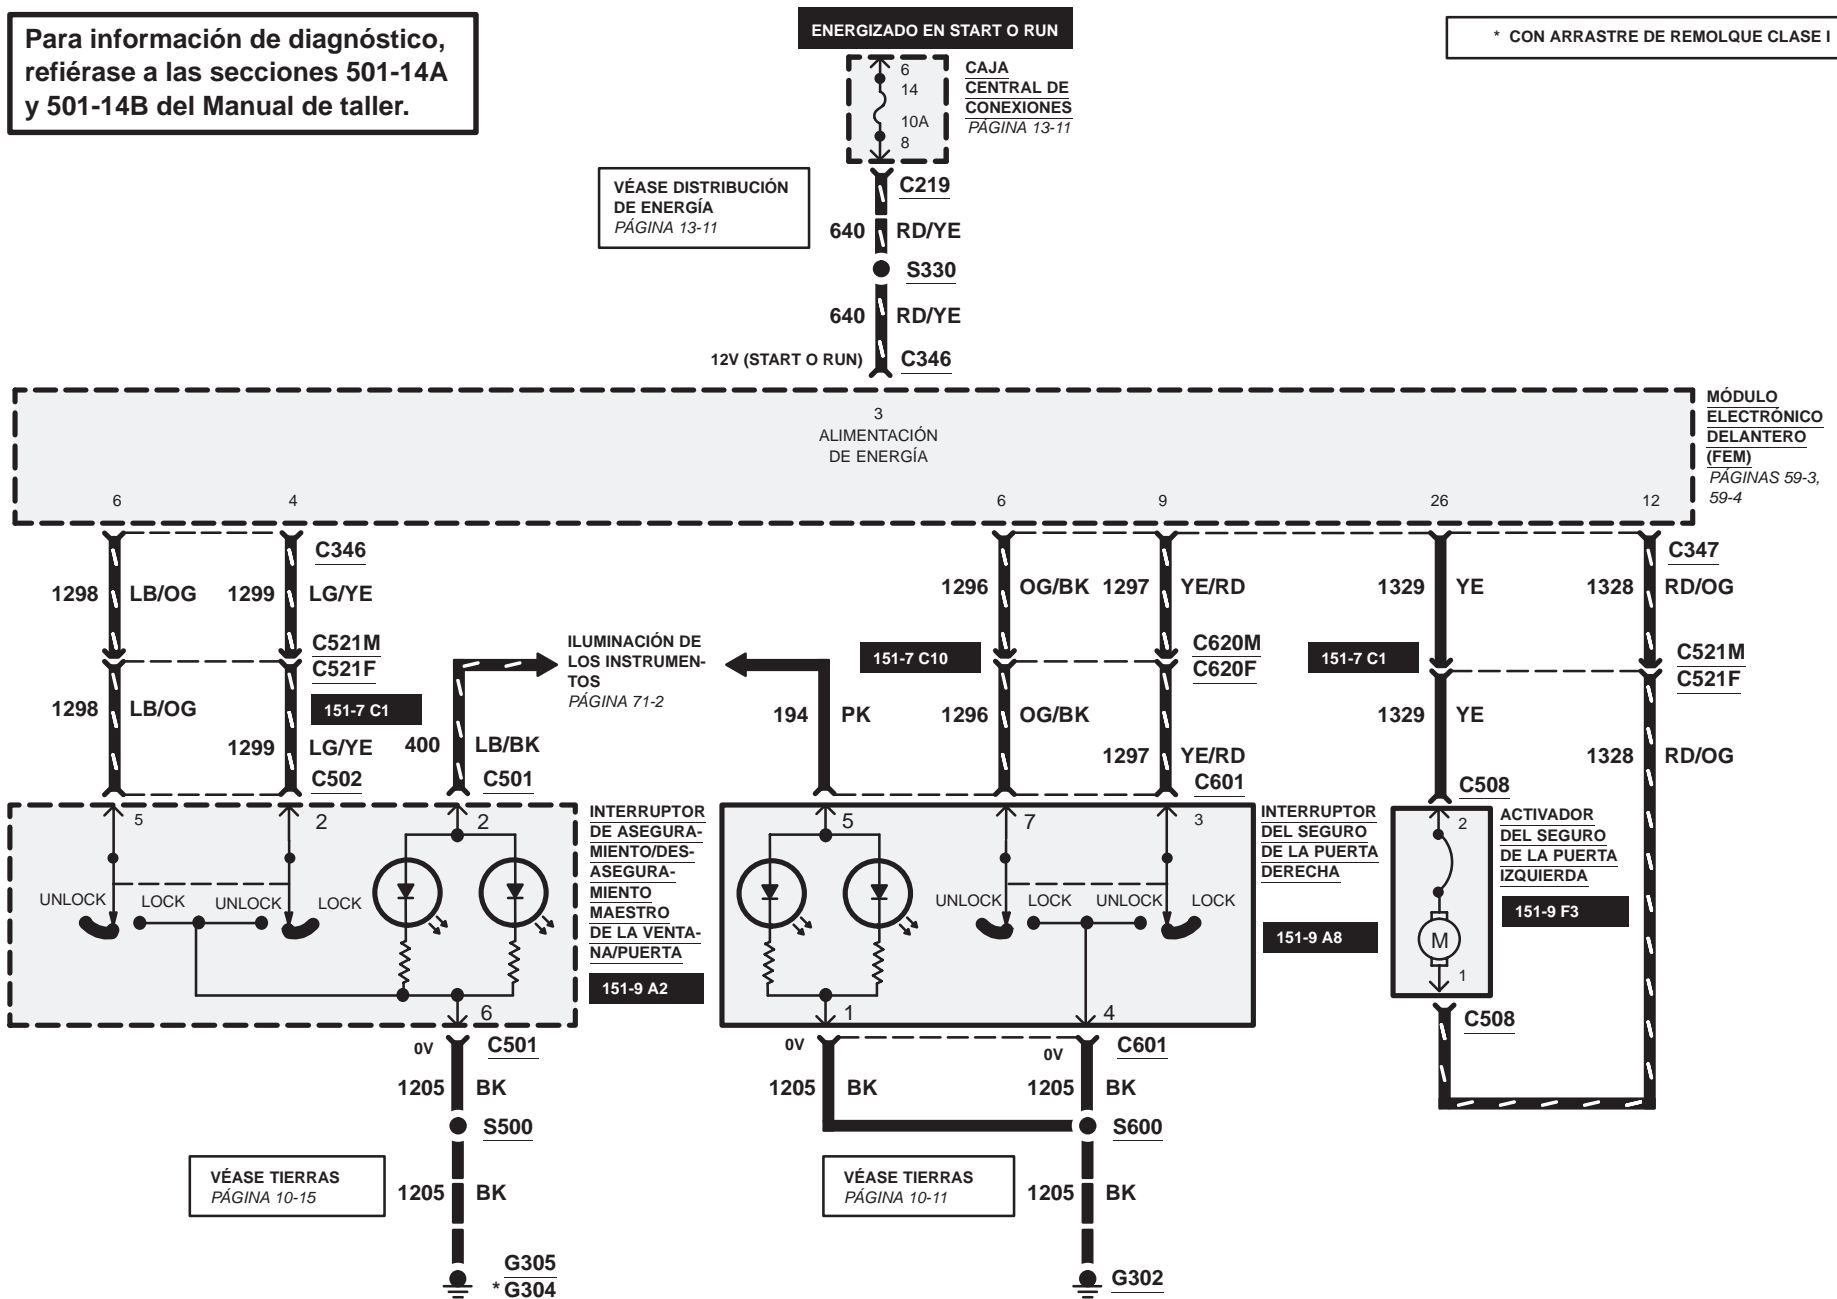 Para información de diagnóstico,
refiérase a las secciones 501-14A
y 501-14B del Manual de taller.
ENERGIZADO EN START O RUN
* CON ARRASTRE DE REMOLQUE CLASE I
6
14
10A
8
CAJA
CENTRAL DE
CONEXIONES
PÁGINA 13-11
VÉASE DISTRIBUCIÓN
DE ENERGÍA
PÁGINA 13-11
C219
640 RD/YE
S330
640 RD/YE
12V (START O RUN) C346
3
ALIMENTACIÓN
DE ENERGÍA
MÓDULO
ELECTRÓNICO
DELANTERO
(FEM)
PÁGINAS 59-3,
59-4
6 4 6 9 26 12
C346 C347
1298 LB/OG 1299 LG/YE 1296 OG/BK 1297 YE/RD 1329 YE 1328 RD/OG
C521M
C521F
151-7 C1
ILUMINACIÓN DE
LOS INSTRUMEN-
TOS
PÁGINA 71-2
151-7 C10
C620M
C620F
151-7 C1
C521M
C521F
1298 LB/OG 194 PK 1296 OG/BK 1329 YE
1299 LG/YE 400 LB/BK 1297 YE/RD 1328 RD/OG
C502 C501 C601 C508
5 2 2
UNLOCK LOCK UNLOCK LOCK
6
INTERRUPTOR
DE ASEGURA-
MIENTO/DES-
ASEGURA-
MIENTO
MAESTRO
DE LA VENTA-
NA/PUERTA
151-9 A2
5 7 3
UNLOCK LOCK UNLOCK LOCK
1 4
INTERRUPTOR
DEL SEGURO
DE LA PUERTA
DERECHA
151-9 A8
2
M
1
ACTIVADOR
DEL SEGURO
DE LA PUERTA
IZQUIERDA
151-9 F3
C508
0V C501 0V 0V C601
1205 BK 1205 BK 1205 BK
S500 S600
VÉASE TIERRAS
PÁGINA 10-15
1205 BK
VÉASE TIERRAS
PÁGINA 10-11
1205 BK
G305
* G304
G302